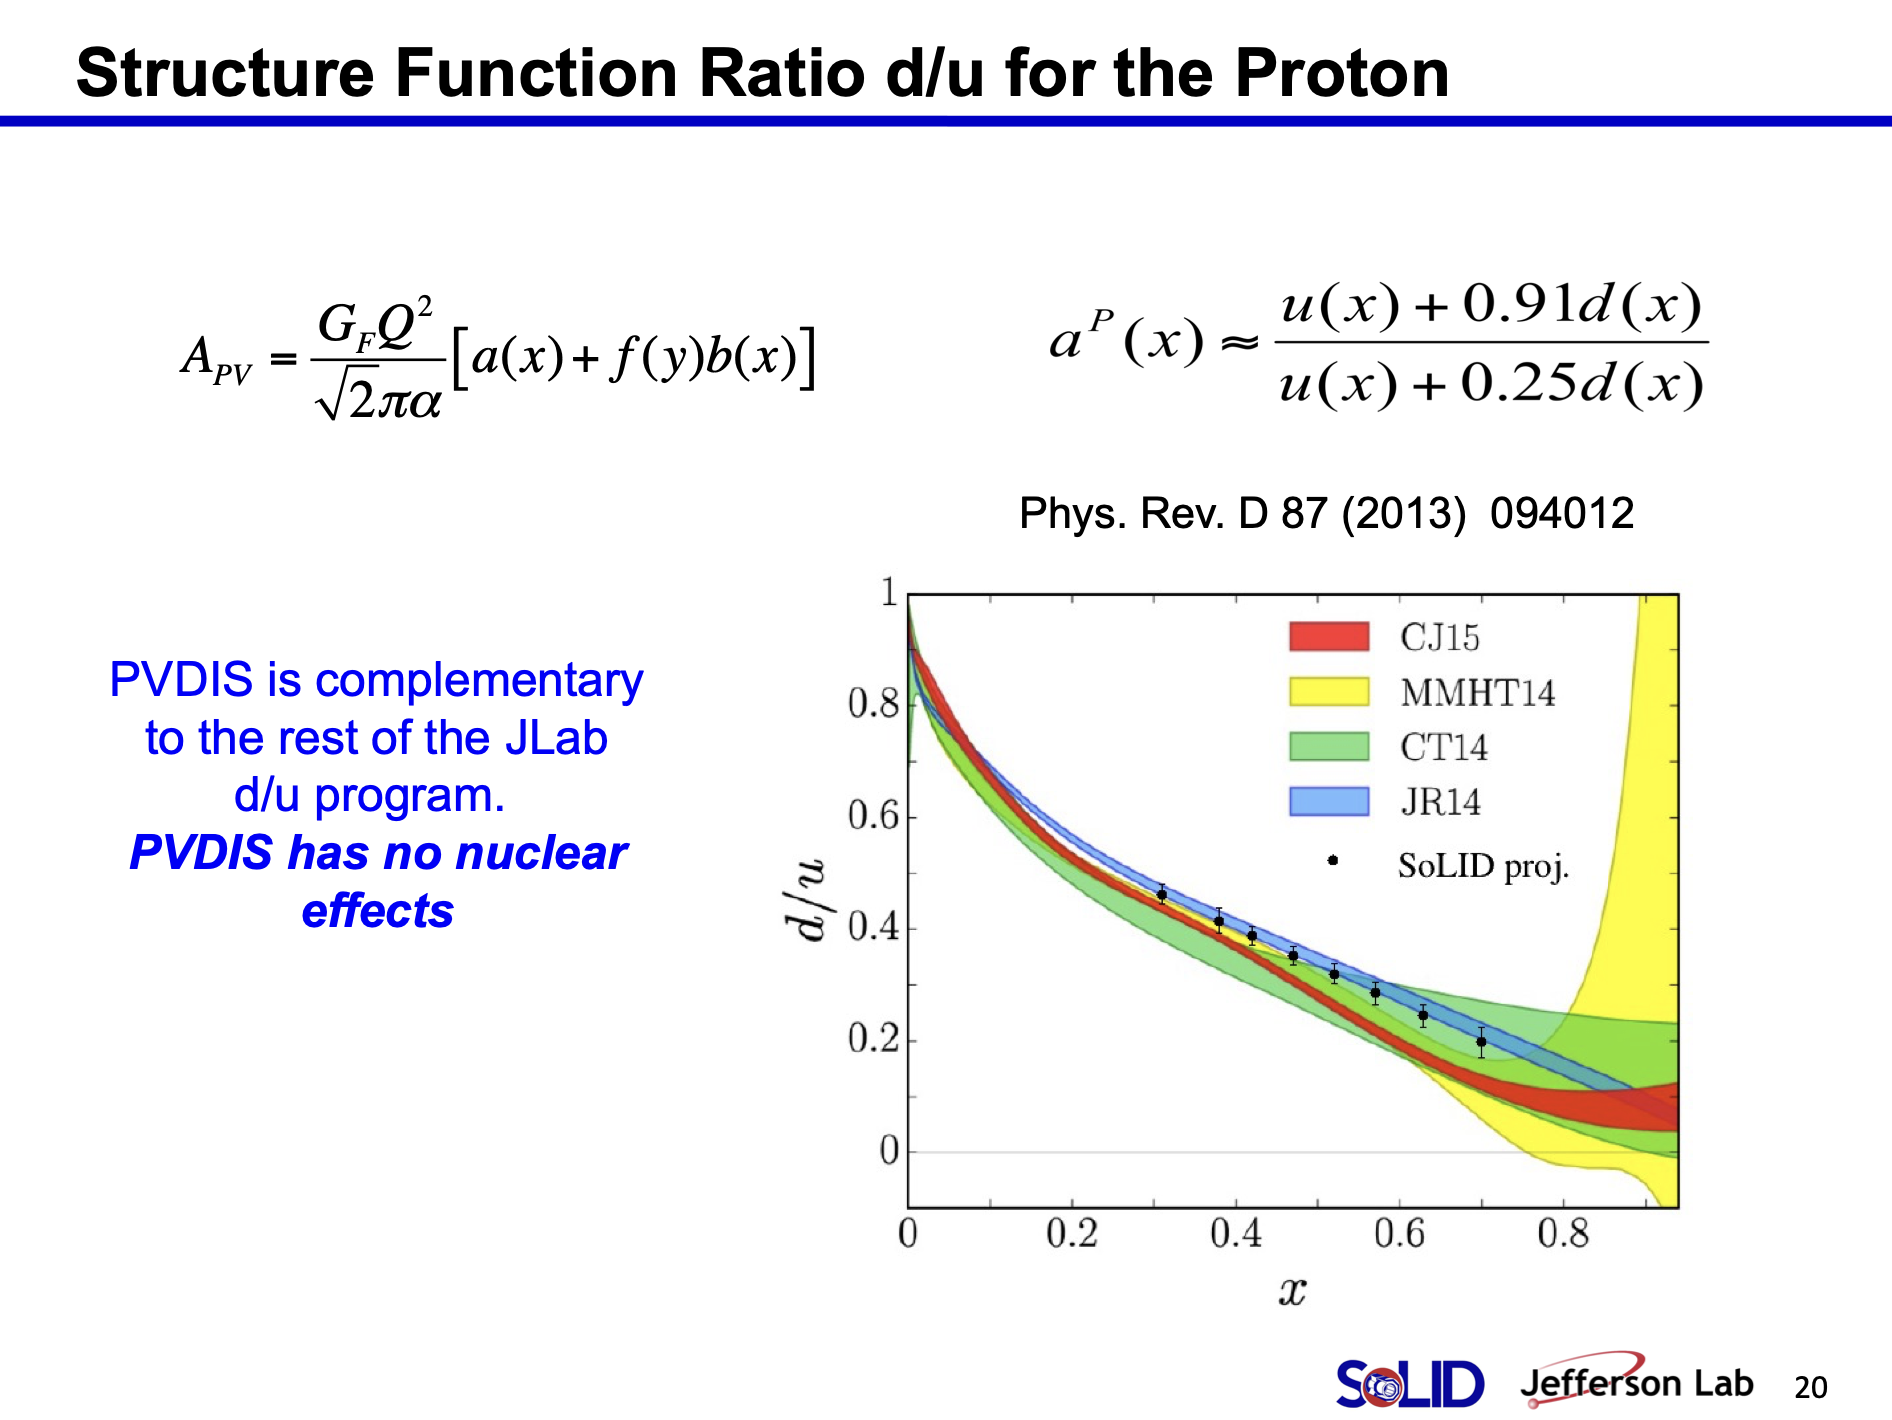 Structure Function Ratio d/u for the Proton
A_PV = G_F Q² / √2πα [a(x) + f(y)b(x)]
a^P(x) ≈ u(x) + 0.91d(x) / u(x) + 0.25d(x)
Phys. Rev. D 87 (2013) 094012
PVDIS is complementary
to the rest of the JLab
d/u program.
PVDIS has no nuclear
effects
1
0.8
0.6
0.4
0.2
0
d/u
CJ15
MMHT14
CT14
JR14
SoLID proj.
0 0.2 0.4 0.6 0.8
x
SoLID
Jefferson Lab
20